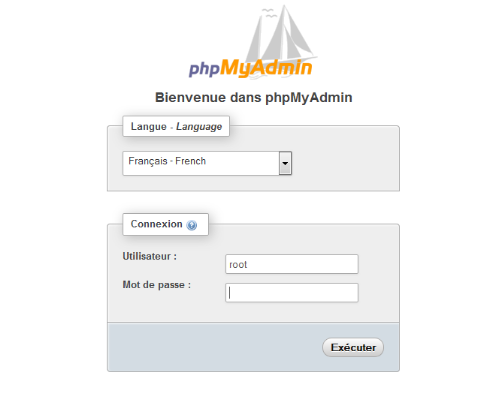 phpMyAdmin
Bienvenue dans phpMyAdmin
Langue - Language
Français - French
Connexion
Utilisateur :
root
Mot de passe :
Exécuter